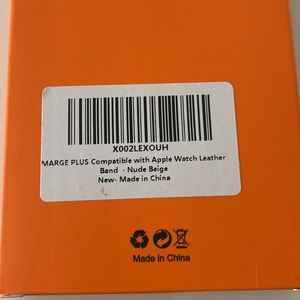 X002LEXOUH
MARGE PLUS Compatible with Apple Watch Leather
Band - Nude Beige
New- Made in China
Made in China